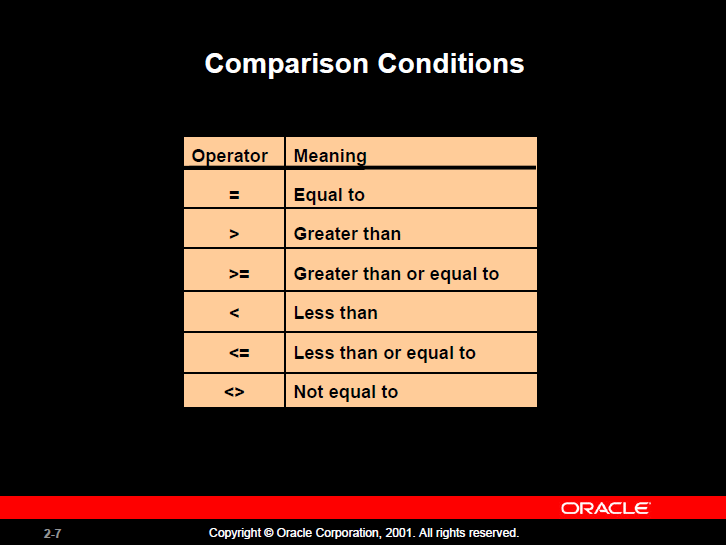 Comparison Conditions
Operator Meaning
= Equal to
> Greater than
>= Greater than or equal to
< Less than
<= Less than or equal to
<> Not equal to
ORACLE
2-7 Copyright © Oracle Corporation, 2001. All rights reserved.